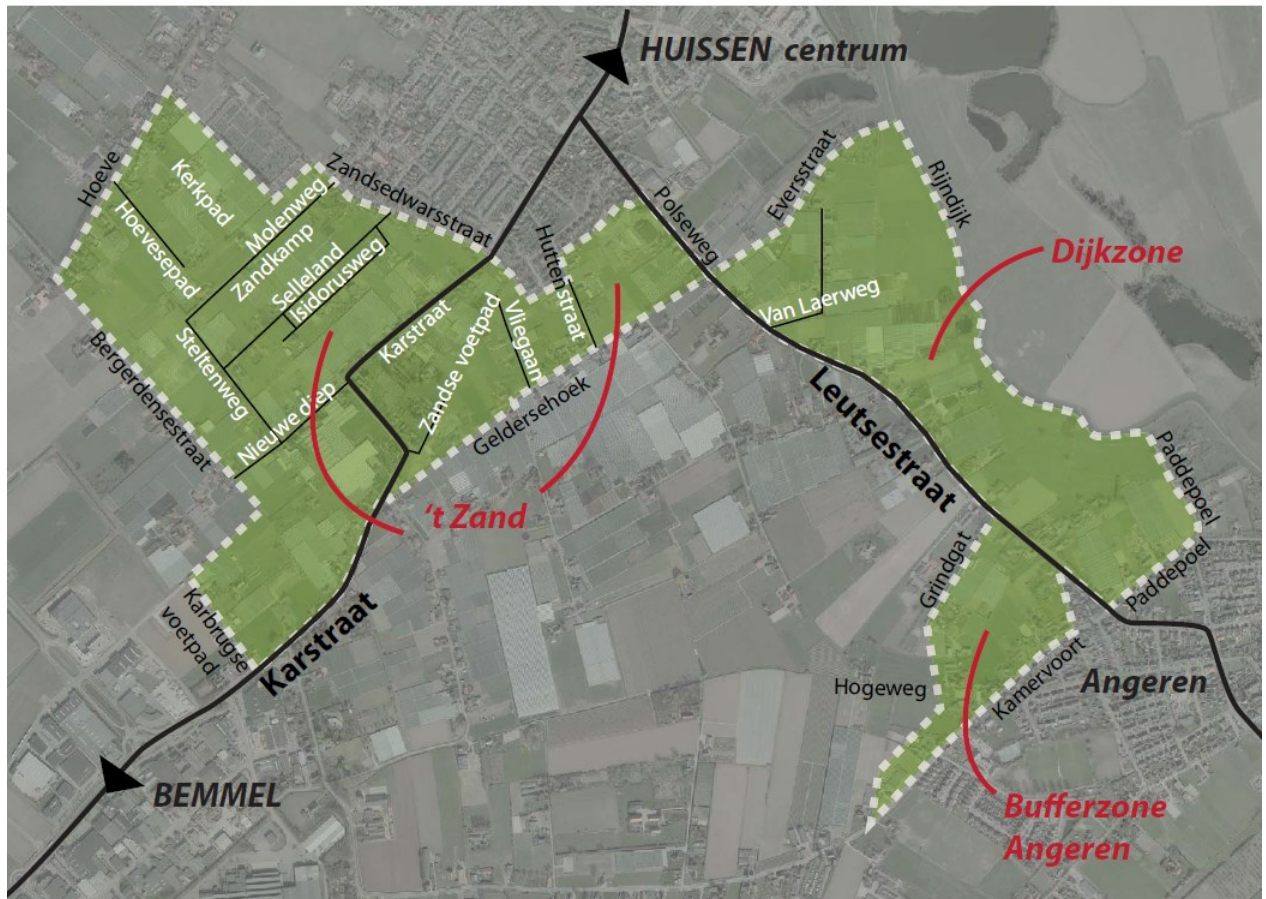 HUISSEN centrum
Hoeve
Kerkpad
Hoevesepad
Molenweg
Zandkamp
Selleland
Isidorusweg
Zandsedwarsstraat
Steltenweg
Bergerdensestraat
Nieuwe diep
Karstraat
Zandse voetpad
Vliegaan
Huttenstraat
Geldersehoek
Polseweg
Eversstraat
Rijndijk
Dijkzone
Van Laerweg
Leutsestraat
Paddepoel
Paddepoel
't Zand
Karbrugse
voetpad
Karstraat
Grindgat
Hogeweg
Kamervoort
Angeren
BEMMEL
Bufferzone
Angeren